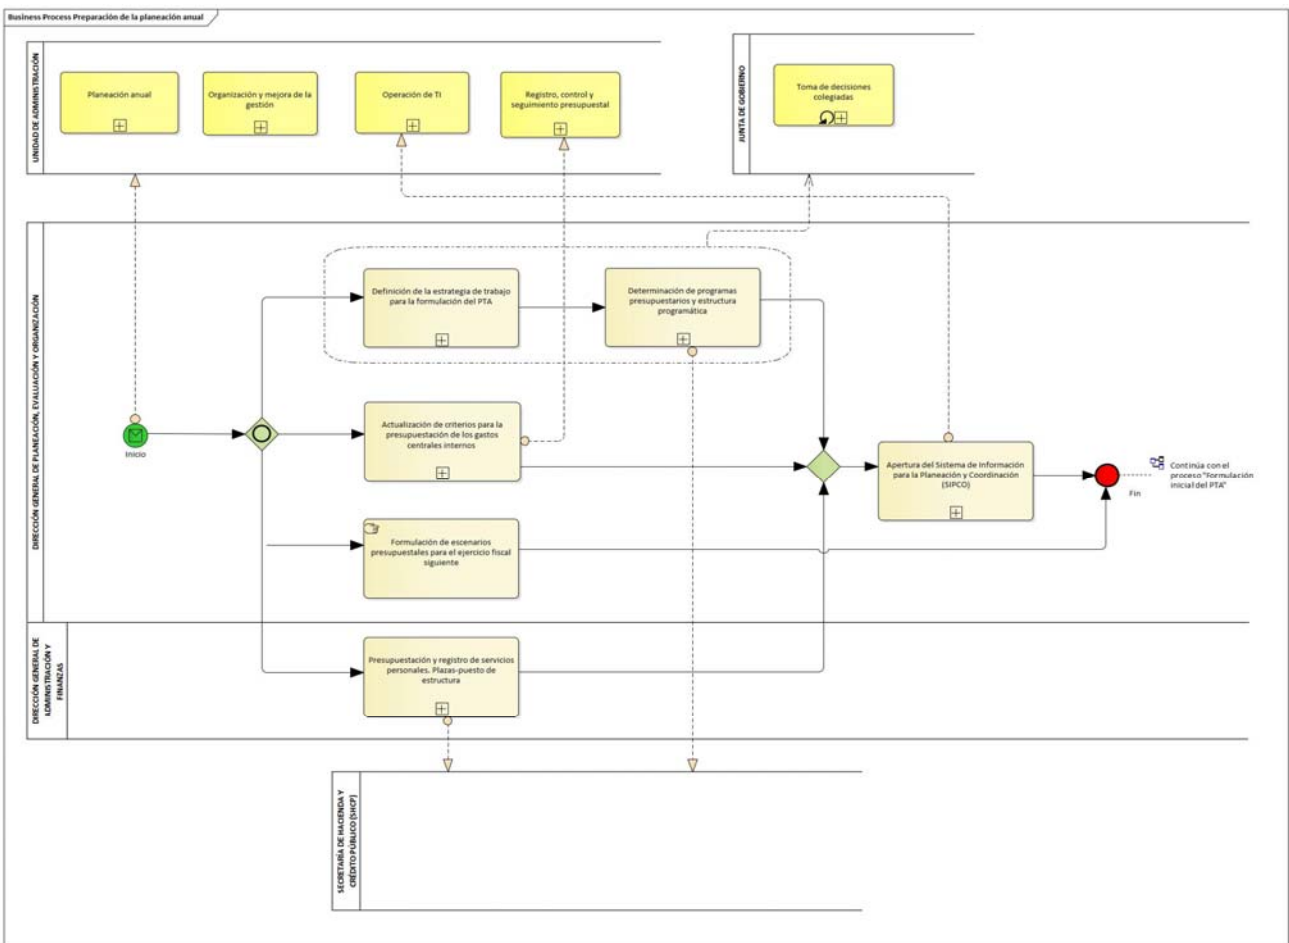 Business Process Preparación de la planeación anual
UNIDAD DE ADMINISTRACIÓN
Planeación anual
Organización y mejora de la
gestión
Operación de TI
Registro, control y
seguimiento presupuestal
JUNTA DE GOBIERNO
Toma de decisiones
colegiadas
DIRECCIÓN GENERAL DE PLANEACIÓN, EVALUACIÓN Y ORGANIZACIÓN
Definición de la estrategia de trabajo
para la formulación del PTA
Determinación de programas
presupuestarios y estructura
programática
Inicio
Actualización de criterios para la
presupuestación de los gastos
centrales internos
Apertura del Sistema de Información
para la Planeación y Coordinación
(SIPCO)
Fin
Continúa con el
proceso "Formulación
inicial del PTA"
Formulación de escenarios
presupuestales para el ejercicio fiscal
siguiente
DIRECCIÓN GENERAL DE
ADMINISTRACIÓN Y
FINANZAS
Presupuestación y registro de servicios
personales. Plazas-puesto de
estructura
SECRETARÍA DE HACIENDA Y
CRÉDITO PÚBLICO (SHCP)